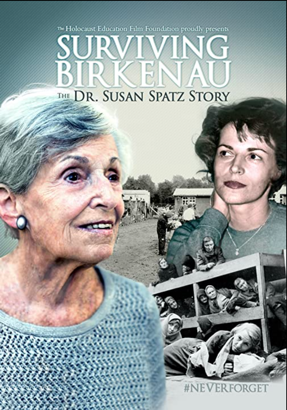 The Holocaust Education Film Foundation proudly presents
SURVIVING
BIRKENAU
THE DR. SUSAN SPATZ STORY
#NEVERFORGET